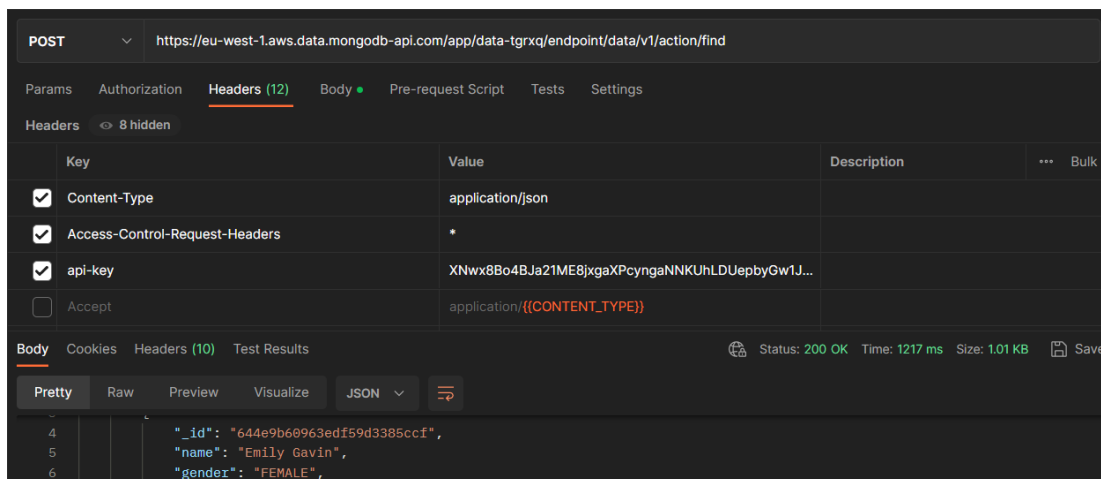 POST https://eu-west-1.aws.data.mongodb-api.com/app/data-tgrxq/endpoint/data/v1/action/find
Params Authorization Headers (12) Body Pre-request Script Tests Settings
Headers 8 hidden
Key Value Description Bulk
Content-Type application/json
Access-Control-Request-Headers *
api-key XNwx8Bo4BJa21ME8jxgaXPcyngaNNKUhLDUepbyGw1J...
Accept application/{{CONTENT_TYPE}}
Body Cookies Headers (10) Test Results Status: 200 OK Time: 1217 ms Size: 1.01 KB Save
Pretty Raw Preview Visualize JSON
4 "_id": "644e9b60963edf59d3385ccf",
5 "name": "Emily Gavin",
6 "gender": "FEMALE",